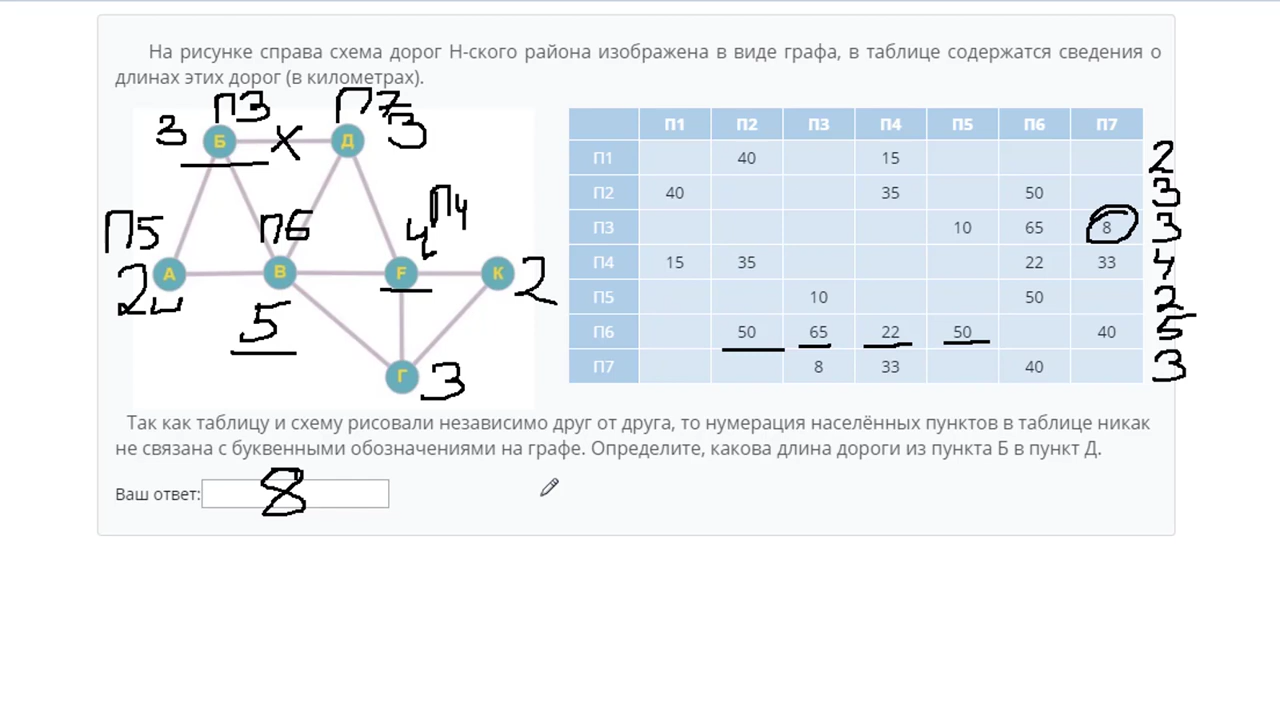 На рисунке справа схема дорог Н-ского района изображена в виде графа, в таблице содержатся сведения о
длинах этих дорог (в километрах).
П3 П7
3 Б X Д 3
П5 П6 4 П4
А В F К 2
2
5
Г 3
П1 П2 П3 П4 П5 П6 П7
П1 40 15 2
П2 40 35 50 3
П3 10 65 8 3
П4 15 35 22 33 4
П5 10 50 2
П6 50 65 22 50 40 5
П7 8 33 40 3
Так как таблицу и схему рисовали независимо друг от друга, то нумерация населённых пунктов в таблице никак
не связана с буквенными обозначениями на графе. Определите, какова длина дороги из пункта Б в пункт Д.
Ваш ответ: 8